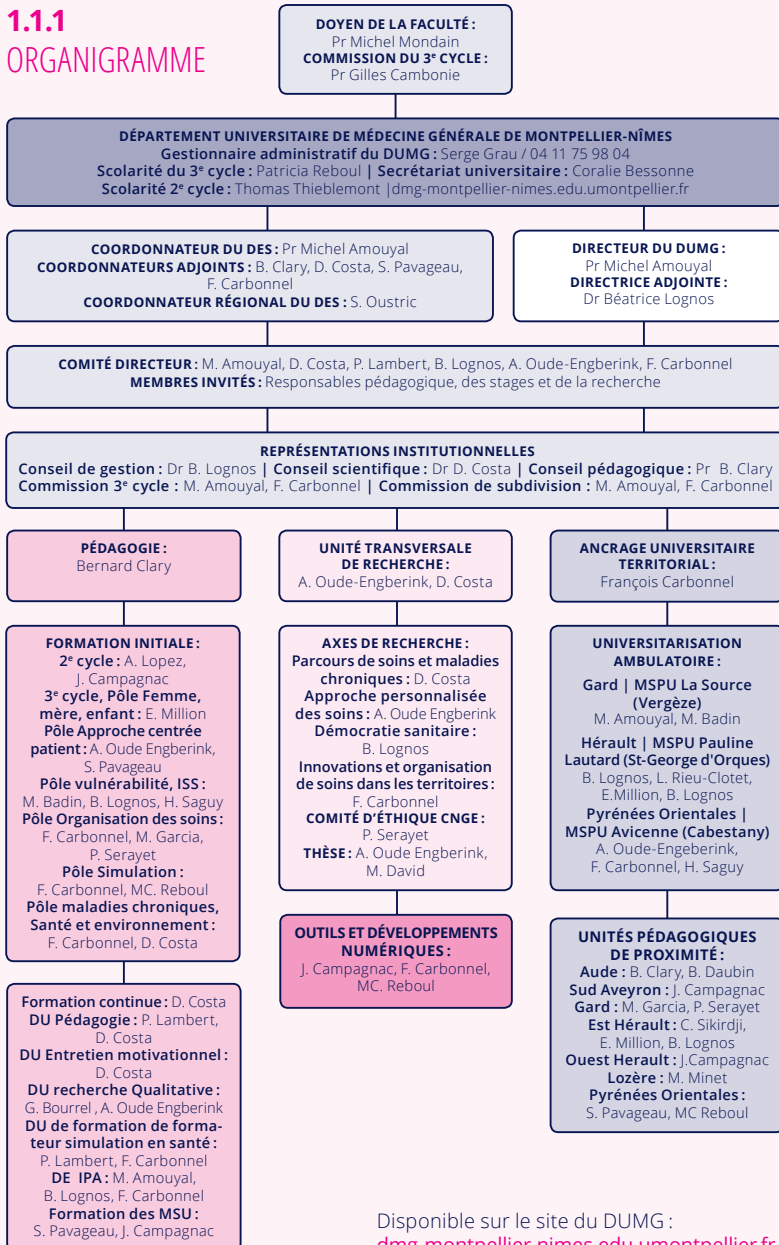 1.1.1
ORGANIGRAMME
DOYEN DE LA FACULTÉ :
Pr Michel Mondain
COMMISSION DU 3e CYCLE :
Pr Gilles Cambonie
DÉPARTEMENT UNIVERSITAIRE DE MÉDECINE GÉNÉRALE DE MONTPELLIER-NÎMES
Gestionnaire administratif du DUMG : Serge Grau / 04 11 75 98 04
Scolarité du 3e cycle : Patricia Reboul | Secrétariat universitaire : Coralie Bessonne
Scolarité 2e cycle : Thomas Thieblemont |dmg-montpellier-nimes.edu.umontpellier.fr
COORDONNATEUR DU DES : Pr Michel Amouyal
COORDONNATEURS ADJOINTS : B. Clary, D. Costa, S. Pavageau,
F. Carbonnel
COORDONNATEUR RÉGIONAL DU DES : S. Oustric
DIRECTEUR DU DUMG :
Pr Michel Amouyal
DIRECTRICE ADJOINTE :
Dr Béatrice Lognos
COMITÉ DIRECTEUR : M. Amouyal, D. Costa, P. Lambert, B. Lognos, A. Oude-Engberink, F. Carbonnel
MEMBRES INVITÉS : Responsables pédagogique, des stages et de la recherche
REPRÉSENTATIONS INSTITUTIONNELLES
Conseil de gestion : Dr B. Lognos | Conseil scientifique : Dr D. Costa | Conseil pédagogique : Pr B. Clary
Commission 3e cycle : M. Amouyal, F. Carbonnel | Commission de subdivision : M. Amouyal, F. Carbonnel
PÉDAGOGIE :
Bernard Clary
FORMATION INITIALE :
2e cycle : A. Lopez,
J. Campagnac
3e cycle, Pôle Femme,
mère, enfant : E. Million
Pôle Approche centrée
patient : A. Oude Engberink,
S. Pavageau
Pôle vulnérabilité, ISS :
M. Badin, B. Lognos, H. Saguy
Pôle Organisation des soins :
F. Carbonnel, M. Garcia,
P. Serayet
Pôle Simulation :
F. Carbonnel, MC. Reboul
Pôle maladies chroniques,
Santé et environnement :
F. Carbonnel, D. Costa
Formation continue : D. Costa
DU Pédagogie : P. Lambert,
D. Costa
DU Entretien motivationnel :
D. Costa
DU recherche Qualitative :
G. Bourrel , A. Oude Engberink
DU de formation de forma-
teur simulation en santé :
P. Lambert, F. Carbonnel
DE IPA : M. Amouyal,
B. Lognos, F. Carbonnel
Formation des MSU :
S. Pavageau, J. Campagnac
UNITÉ TRANSVERSALE
DE RECHERCHE :
A. Oude-Engberink, D. Costa
AXES DE RECHERCHE :
Parcours de soins et maladies
chroniques : D. Costa
Approche personnalisée
des soins : A. Oude Engberink
Démocratie sanitaire :
B. Lognos
Innovations et organisation
de soins dans les territoires :
F. Carbonnel
COMITÉ D'ÉTHIQUE CNGE :
P. Serayet
THÈSE : A. Oude Engberink,
M. David
OUTILS ET DÉVELOPPEMENTS
NUMÉRIQUES :
J. Campagnac, F. Carbonnel,
MC. Reboul
ANCRAGE UNIVERSITAIRE
TERRITORIAL :
François Carbonnel
UNIVERSITARISATION
AMBULATOIRE :
Gard | MSPU La Source
(Vergèze)
M. Amouyal, M. Badin
Hérault | MSPU Pauline
Lautard (St-George d'Orques)
B. Lognos, L. Rieu-Clotet,
E.Million, B. Lognos
Pyrénées Orientales |
MSPU Avicenne (Cabestany)
A. Oude-Engeberink,
F. Carbonnel, H. Saguy
UNITÉS PÉDAGOGIQUES
DE PROXIMITÉ :
Aude : B. Clary, B. Daubin
Sud Aveyron : J. Campagnac
Gard : M. Garcia, P. Serayet
Est Hérault : C. Sikirdji,
E. Million, B. Lognos
Ouest Herault : J.Campagnac
Lozère : M. Minet
Pyrénées Orientales :
S. Pavageau, MC Reboul
Disponible sur le site du DUMG :
dmg-montpellier-nimes.edu.umontpellier.fr